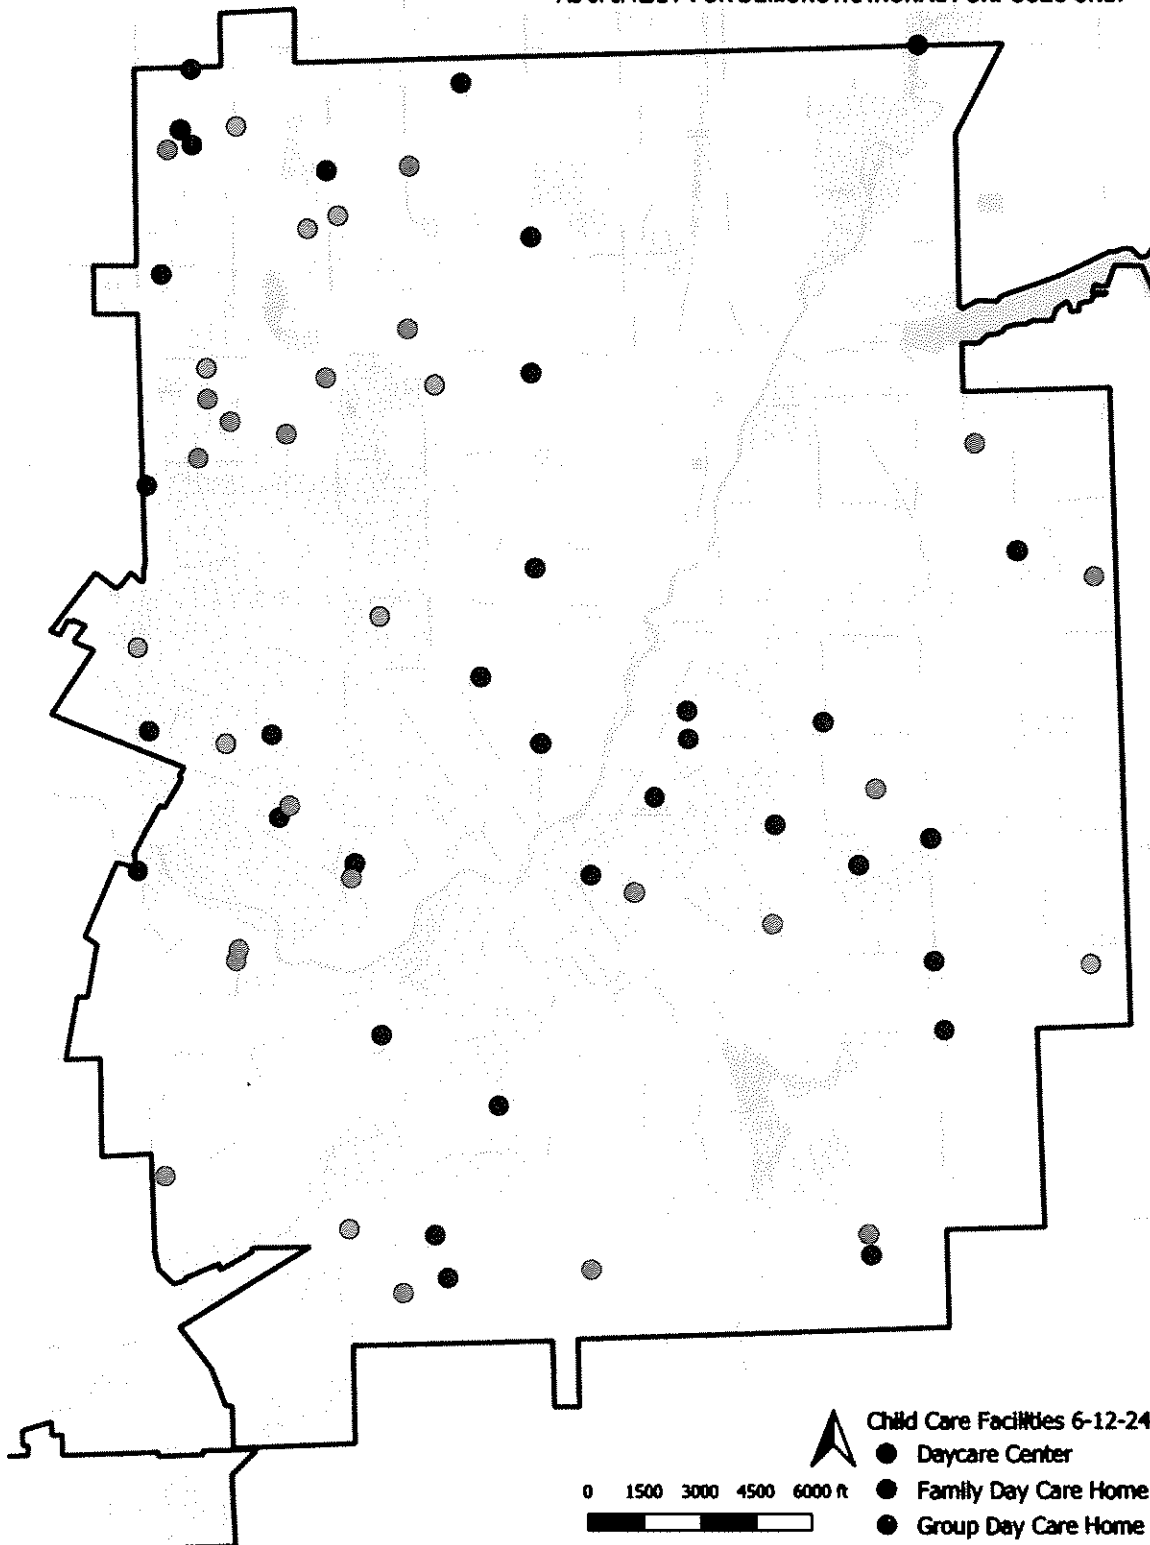 Child Care Facilities 6-12-24
Daycare Center
0 1500 3000 4500 6000 ft
Family Day Care Home
Group Day Care Home